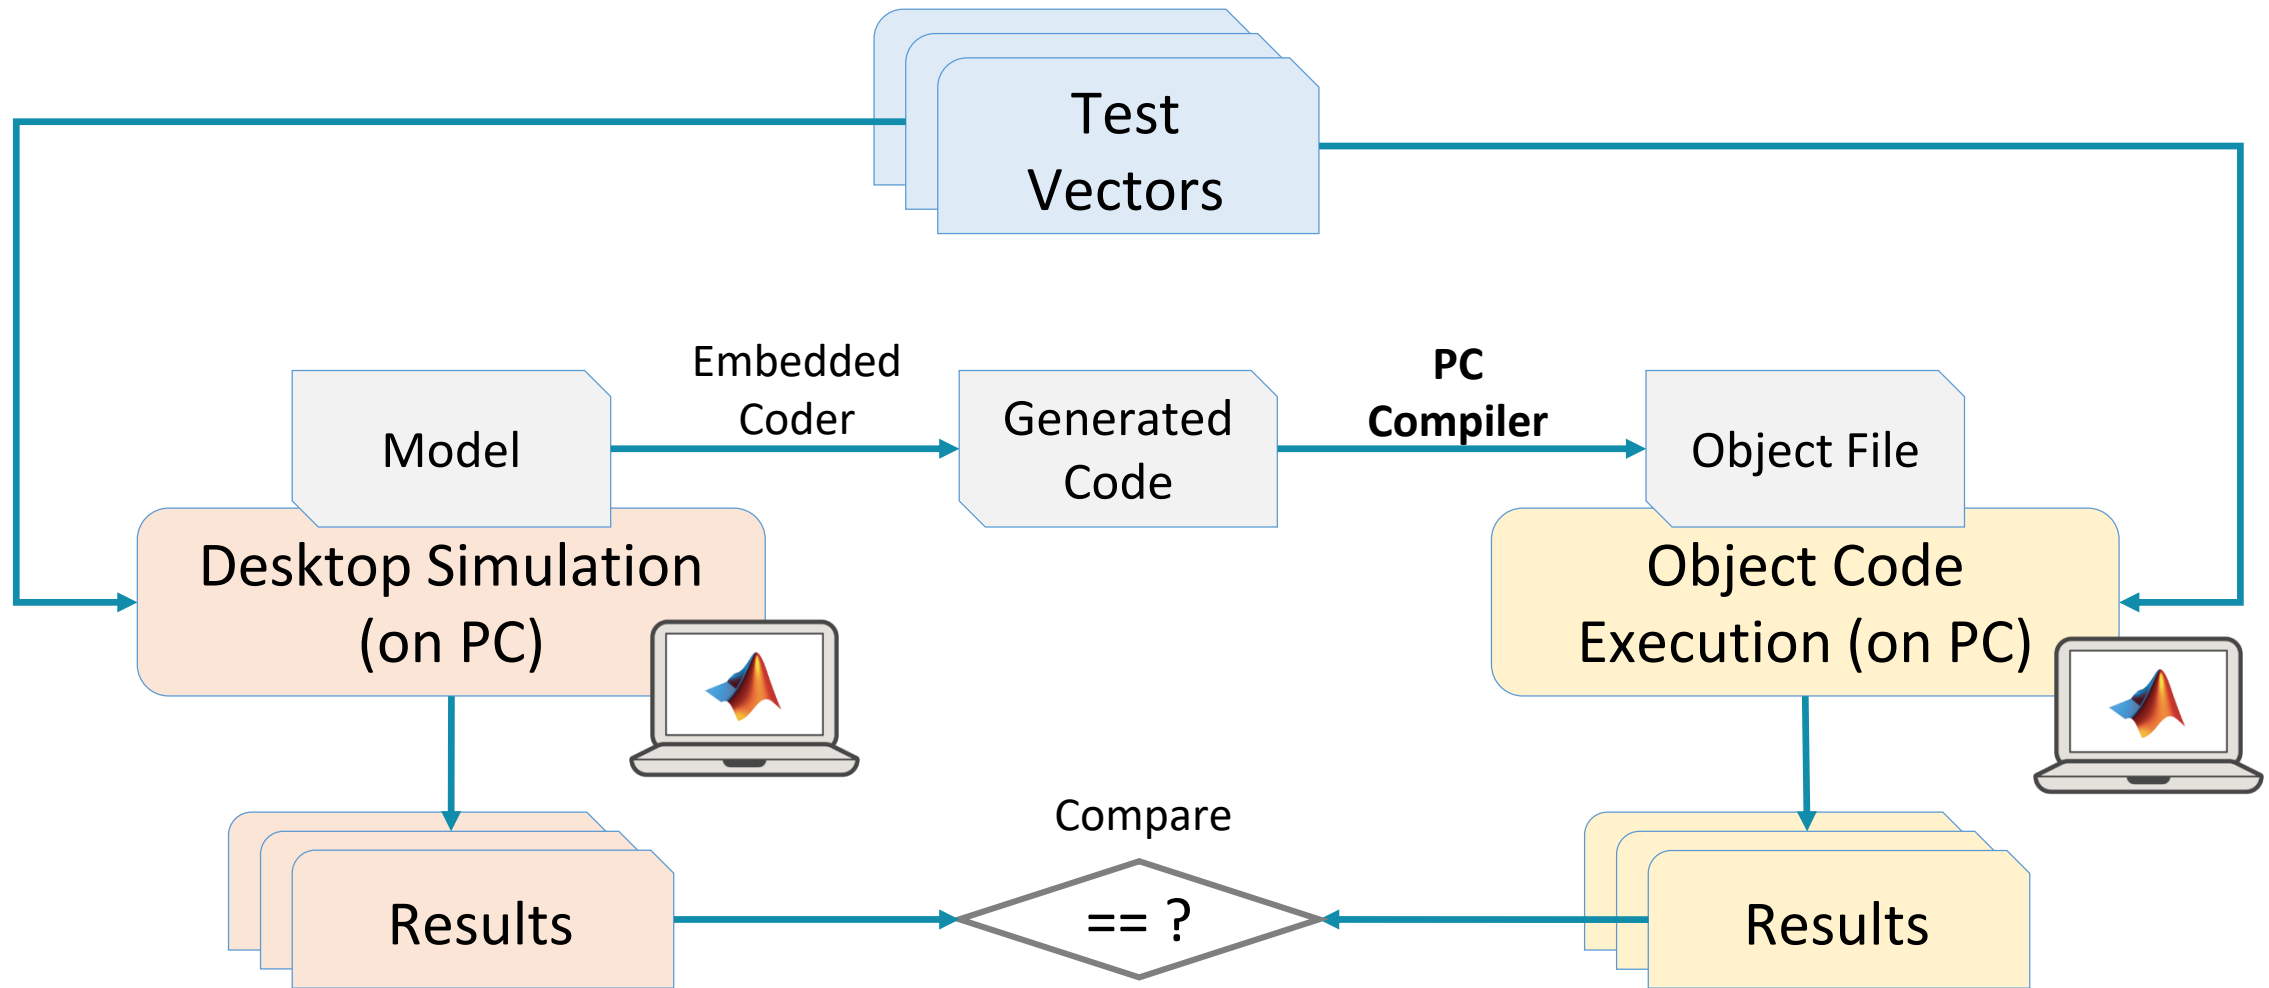 Test
Vectors
Embedded
Coder
PC
Compiler
Model
Generated
Code
Object File
Desktop Simulation
(on PC)
Object Code
Execution (on PC)
Compare
Results
== ?
Results